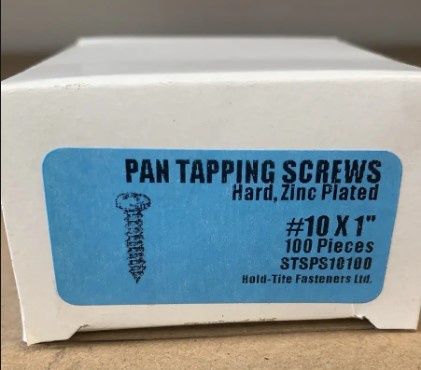 PAN TAPPING SCREWS
Hard, Zinc Plated
#10 X 1"
100 Pieces
STSPS10100
Hold-Tite Fasteners Ltd.